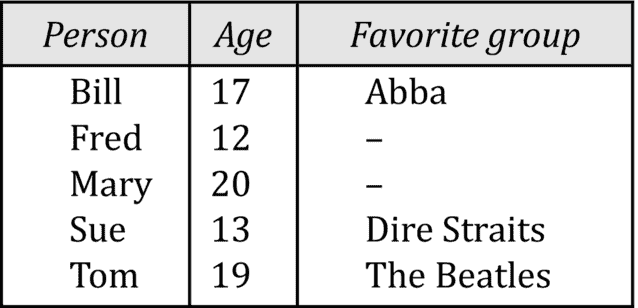 Person Age Favorite group
Bill 17 Abba
Fred 12 –
Mary 20 –
Sue 13 Dire Straits
Tom 19 The Beatles